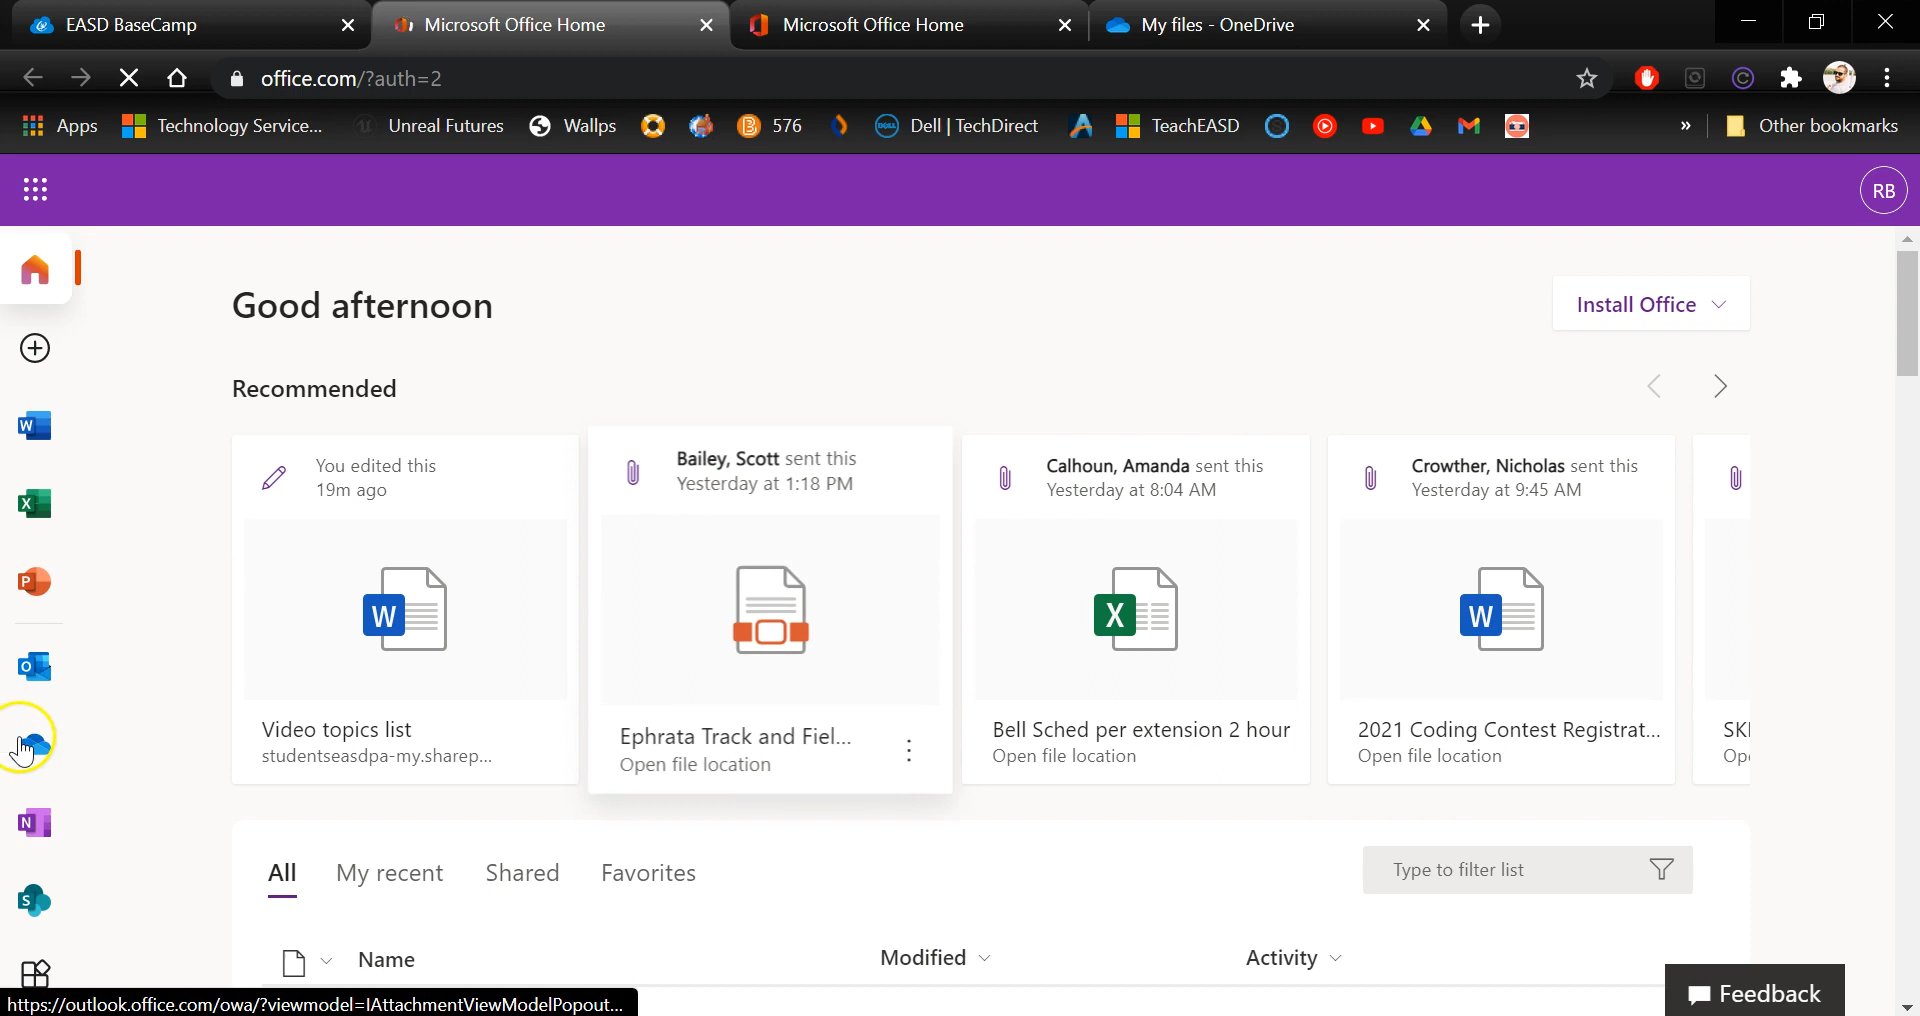 EASD BaseCamp
Microsoft Office Home
Microsoft Office Home
My files - OneDrive
office.com/?auth=2
Apps
Technology Service...
Unreal Futures
Wallps
576
Dell | TechDirect
TeachEASD
»
Other bookmarks
RB
Good afternoon
Install Office
Recommended
You edited this
19m ago
Bailey, Scott sent this
Yesterday at 1:18 PM
Calhoun, Amanda sent this
Yesterday at 8:04 AM
Crowther, Nicholas sent this
Yesterday at 9:45 AM
W
X
W
Video topics list
studentseasdpa-my.sharep...
Ephrata Track and Fiel...
Open file location
Bell Sched per extension 2 hour
Open file location
2021 Coding Contest Registrat...
Open file location
SKI
Ope
All
My recent
Shared
Favorites
Type to filter list
Name
Modified
Activity
https://outlook.office.com/owa/?viewmodel=IAttachmentViewModelPopout...
Feedback